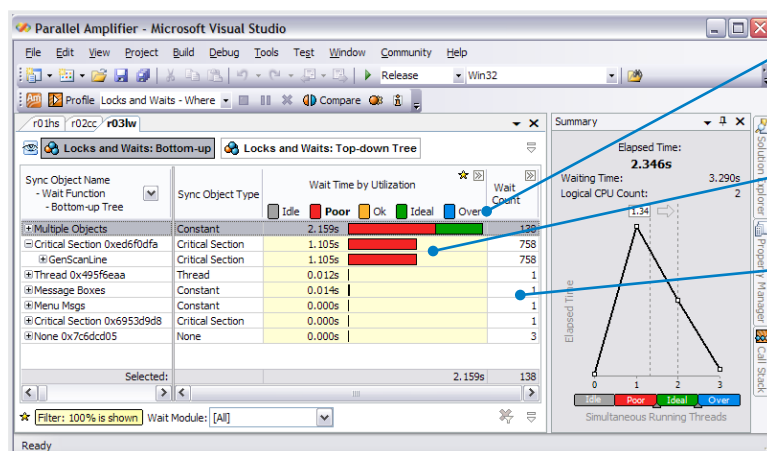 Parallel Amplifier - Microsoft Visual Studio
File Edit View Project Build Debug Tools Test Window Community Help
Release Win32
Am Profile Locks and Waits - Where Compare
r01hs r02cc r03lw
Locks and Waits: Bottom-up Locks and Waits: Top-down Tree
Sync Object Name
- Wait Function
- Bottom-up Tree
Sync Object Type
Wait Time by Utilization
Idle Poor Ok Ideal Over
Wait
Count
Multiple Objects Constant 2.159s 138
Critical Section 0xed6f0dfa Critical Section 1.105s 758
GenScanLine Critical Section 1.105s 758
Thread 0x495f6eaa Thread 0.012s 1
Message Boxes Constant 0.014s 1
Menu Msgs Constant 0.000s 1
Critical Section 0x6953d9d8 Critical Section 0.000s 1
None 0x7c6dcd05 None 0.000s 3
Selected: 2.159s 138
Filter: 100% is shown Wait Module: [All]
Ready
Summary
Elapsed Time:
2.346s
Waiting Time: 3.290s
Logical CPU Count: 2
1.34
Elapsed Time
0 1 2 3
Idle Poor Ideal Over
Simultaneous Running Threads
Solution Explorer
Property Manager
Call Stack